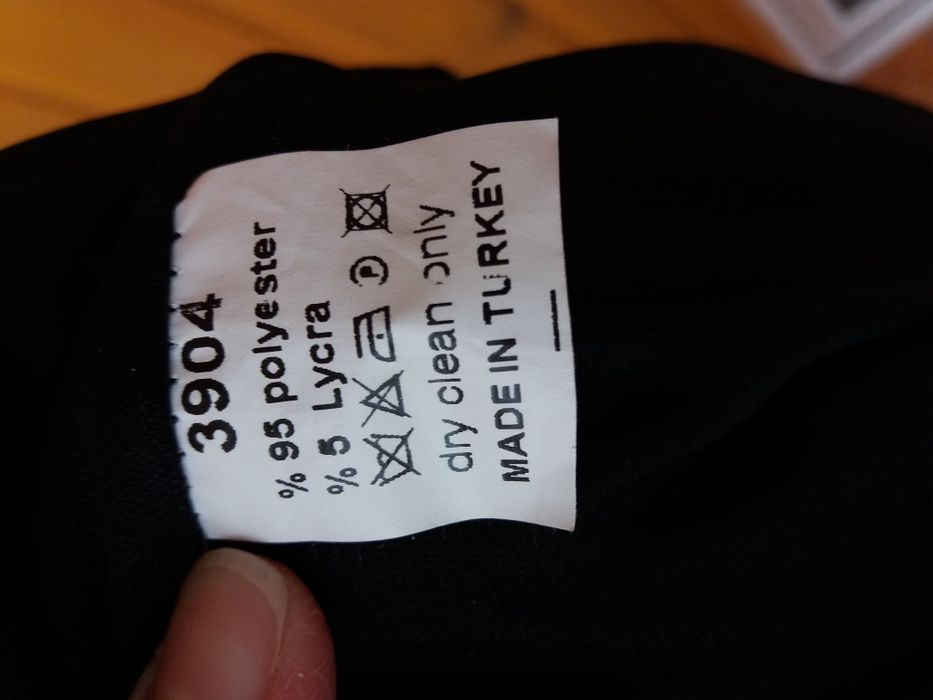 3904
% 95 polyester
% 5 Lycra
P
dry clean only
MADE IN TURKEY